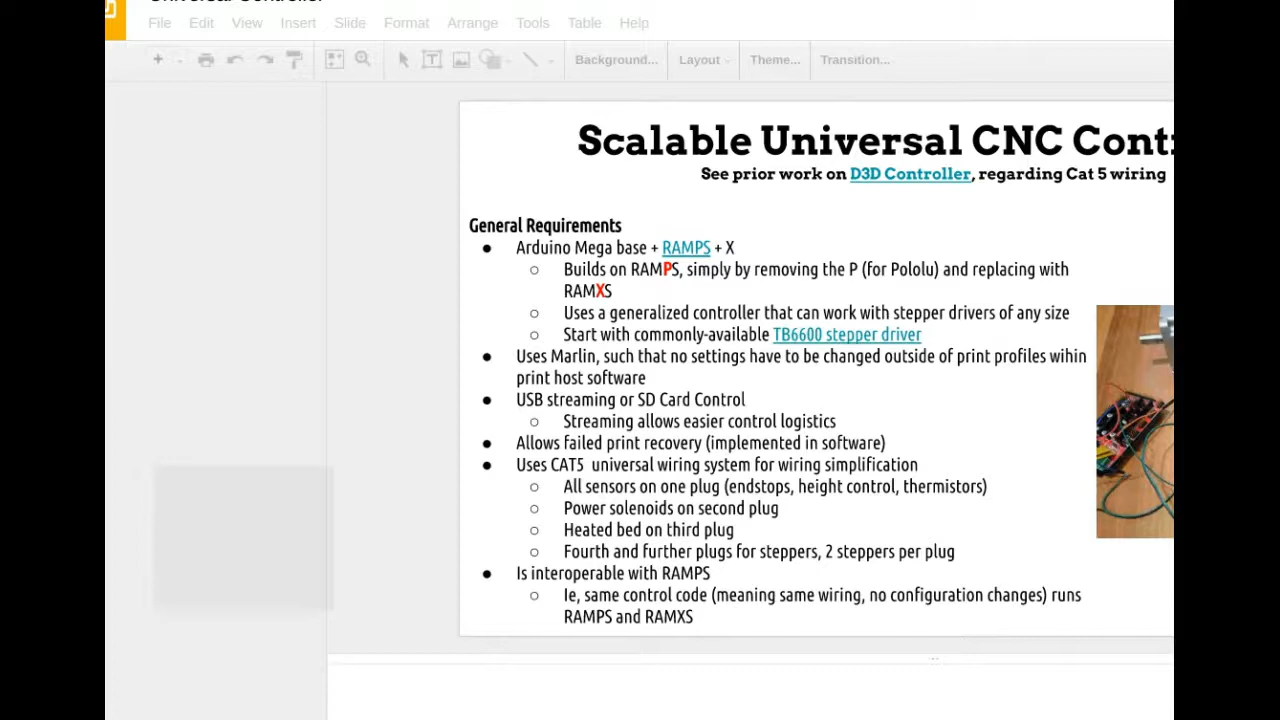 File Edit View Insert Slide Format Arrange Tools Table Help
Background... Layout Theme... Transition...
Scalable Universal CNC
See prior work on D3D Controller, regarding Cat 5 wiring
General Requirements
● Arduino Mega base + RAMPS + X
○ Builds on RAMPS, simply by removing the P (for Pololu) and replacing with
RAMXS
○ Uses a generalized controller that can work with stepper drivers of any size
○ Start with commonly-available TB6600 stepper driver
● Uses Marlin, such that no settings have to be changed outside of print profiles wihin
print host software
● USB streaming or SD Card Control
○ Streaming allows easier control logistics
● Allows failed print recovery (implemented in software)
● Uses CAT5 universal wiring system for wiring simplification
○ All sensors on one plug (endstops, height control, thermistors)
○ Power solenoids on second plug
○ Heated bed on third plug
○ Fourth and further plugs for steppers, 2 steppers per plug
● Is interoperable with RAMPS
○ Ie, same control code (meaning same wiring, no configuration changes) runs
RAMPS and RAMXS